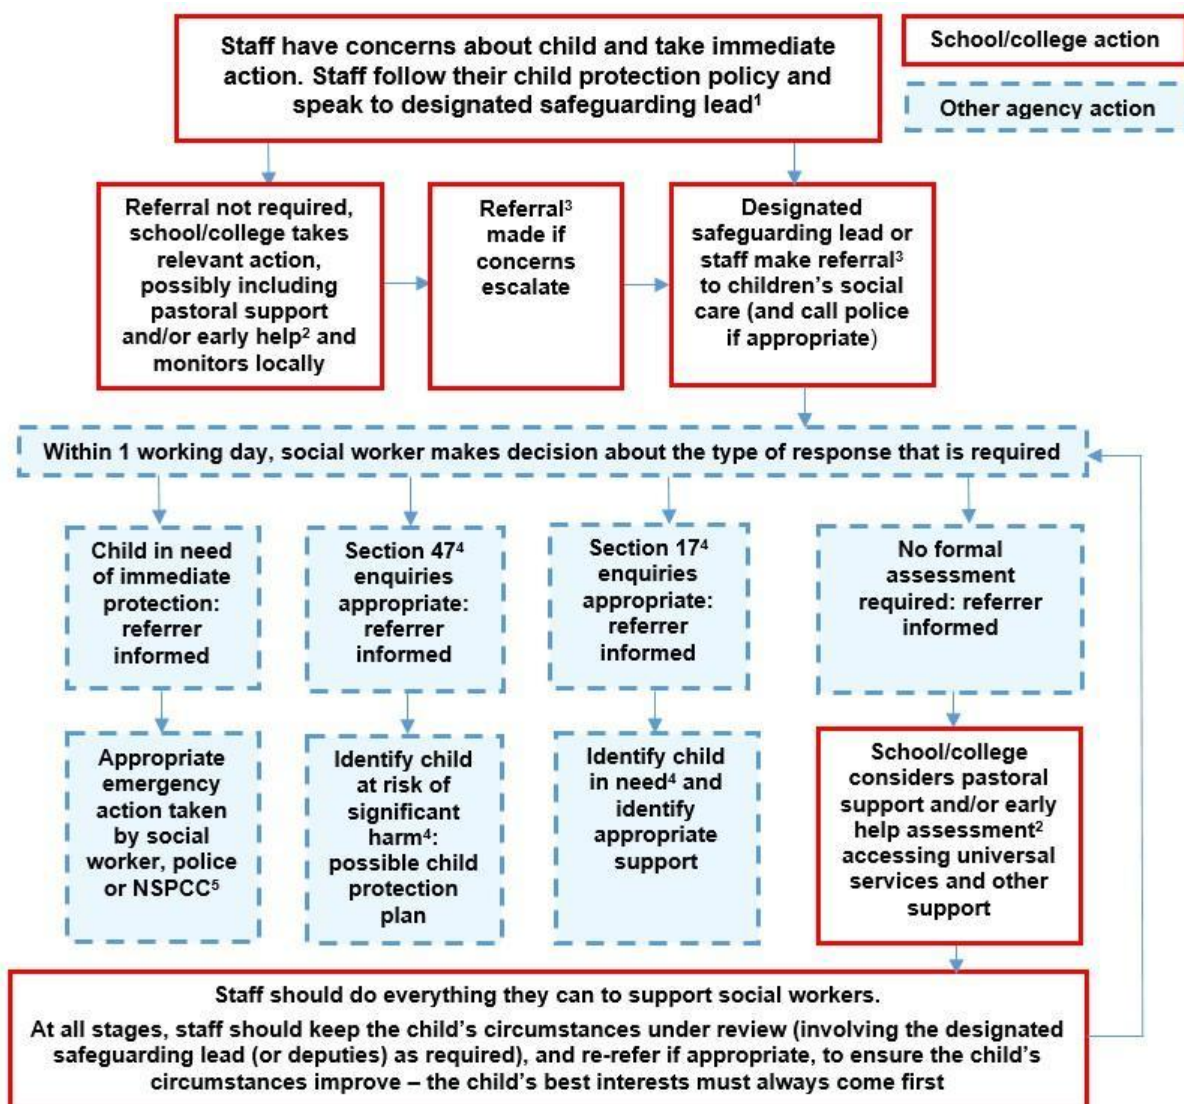 Staff have concerns about child and take immediate
action. Staff follow their child protection policy and
speak to designated safeguarding lead¹
School/college action
Other agency action
Referral not required,
school/college takes
relevant action,
possibly including
pastoral support
and/or early help² and
monitors locally
Referral³
made if
concerns
escalate
Designated
safeguarding lead or
staff make referral³
to children’s social
care (and call police
if appropriate)
Within 1 working day, social worker makes decision about the type of response that is required
Child in need
of immediate
protection:
referrer
informed
Section 47⁴
enquiries
appropriate:
referrer
informed
Section 17⁴
enquiries
appropriate:
referrer
informed
No formal
assessment
required: referrer
informed
Appropriate
emergency
action taken
by social
worker, police
or NSPCC⁵
Identify child
at risk of
significant
harm⁴:
possible child
protection
plan
Identify child
in need⁴ and
identify
appropriate
support
School/college
considers pastoral
support and/or early
help assessment²
accessing universal
services and other
support
Staff should do everything they can to support social workers.
At all stages, staff should keep the child’s circumstances under review (involving the designated
safeguarding lead (or deputies) as required), and re-refer if appropriate, to ensure the child’s
circumstances improve – the child’s best interests must always come first